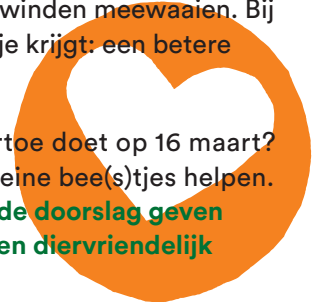 winden meewaaien. Bij
je krijgt: een betere
toe doet op 16 maart?
eine bee(s)tjes helpen.
de doorslag geven
en diervriendelijk